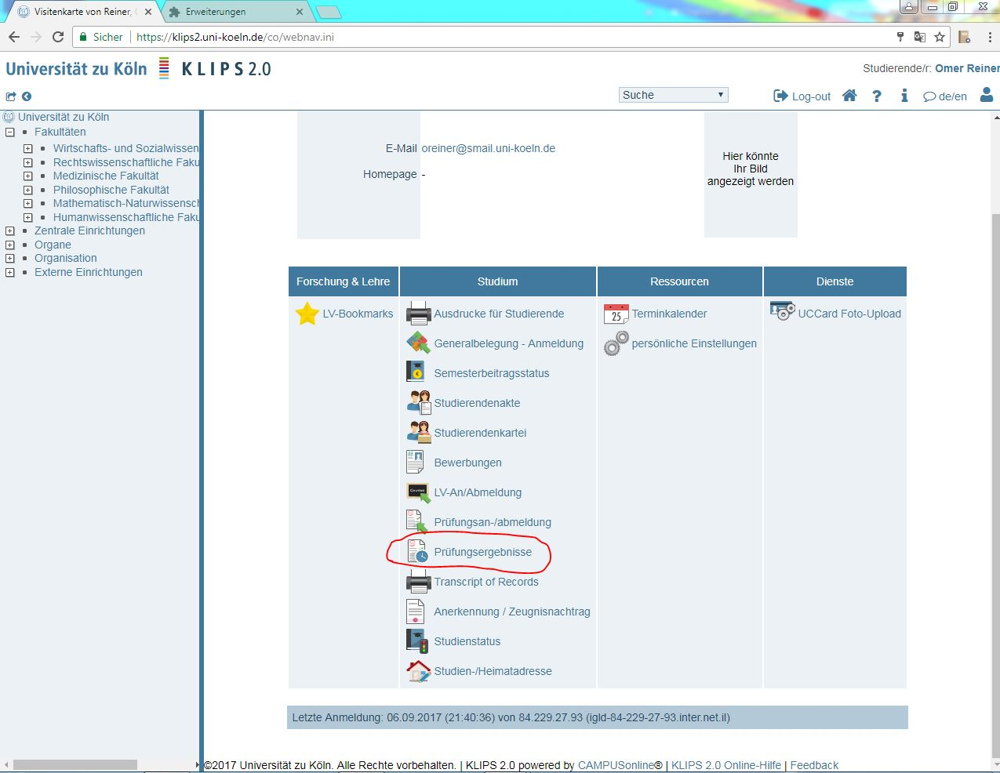 Visitenkarte von Reiner,
Erweiterungen
Sicher
https://klips2.uni-koeln.de/co/webnav.ini
Universität zu Köln
KLIPS 2.0
Studierende/r: Omer Reiner
Suche
Log-out
?
i
de/en
Universität zu Köln
Fakultäten
Wirtschafts- und Sozialwissen
Rechtswissenschaftliche Faku
Medizinische Fakultät
Philosophische Fakultät
Mathematisch-Naturwissensch
Humanwissenschaftliche Faku
Zentrale Einrichtungen
Organe
Organisation
Externe Einrichtungen
E-Mail oreiner@smail.uni-koeln.de
Homepage -
Hier könnte
Ihr Bild
angezeigt werden
Forschung & Lehre
LV-Bookmarks
Studium
Ausdrucke für Studierende
Generalbelegung - Anmeldung
Semesterbeitragsstatus
Studierendenakte
Studierendenkartei
Bewerbungen
LV-An/Abmeldung
Prüfungsan-/abmeldung
Prüfungsergebnisse
Transcript of Records
Anerkennung / Zeugnisnachtrag
Studienstatus
Studien-/Heimatadresse
Ressourcen
25
Terminkalender
persönliche Einstellungen
Dienste
UCCard Foto-Upload
Letzte Anmeldung: 06.09.2017 (21:40:36) von 84.229.27.93 (igld-84-229-27-93.inter.net.il)
©2017 Universität zu Köln. Alle Rechte vorbehalten. | KLIPS 2.0 powered by CAMPUSonline® | KLIPS 2.0 Online-Hilfe | Feedback